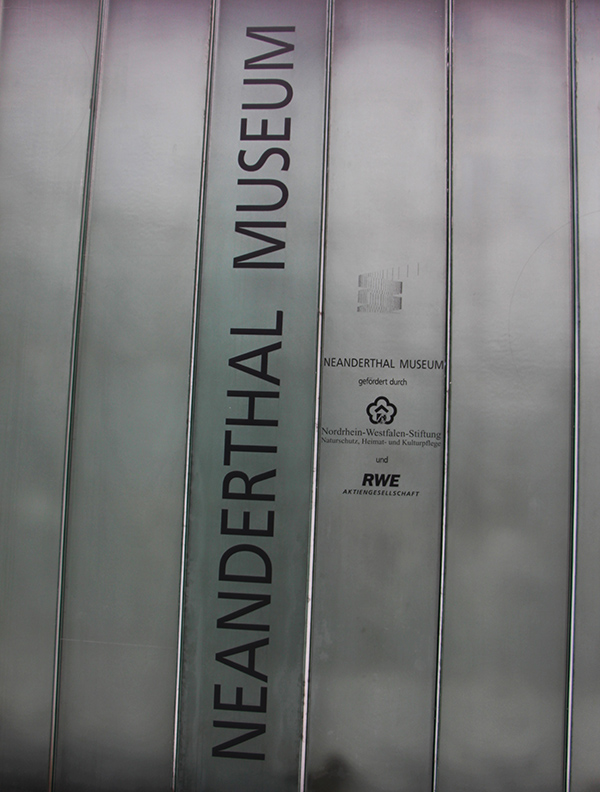 NEANDERTHAL MUSEUM
NEANDERTHAL MUSEUM
gefördert durch
Nordrhein-Westfalen-Stiftung
Naturschutz, Heimat- und Kulturpflege
und
RWE
AKTIENGESELLSCHAFT